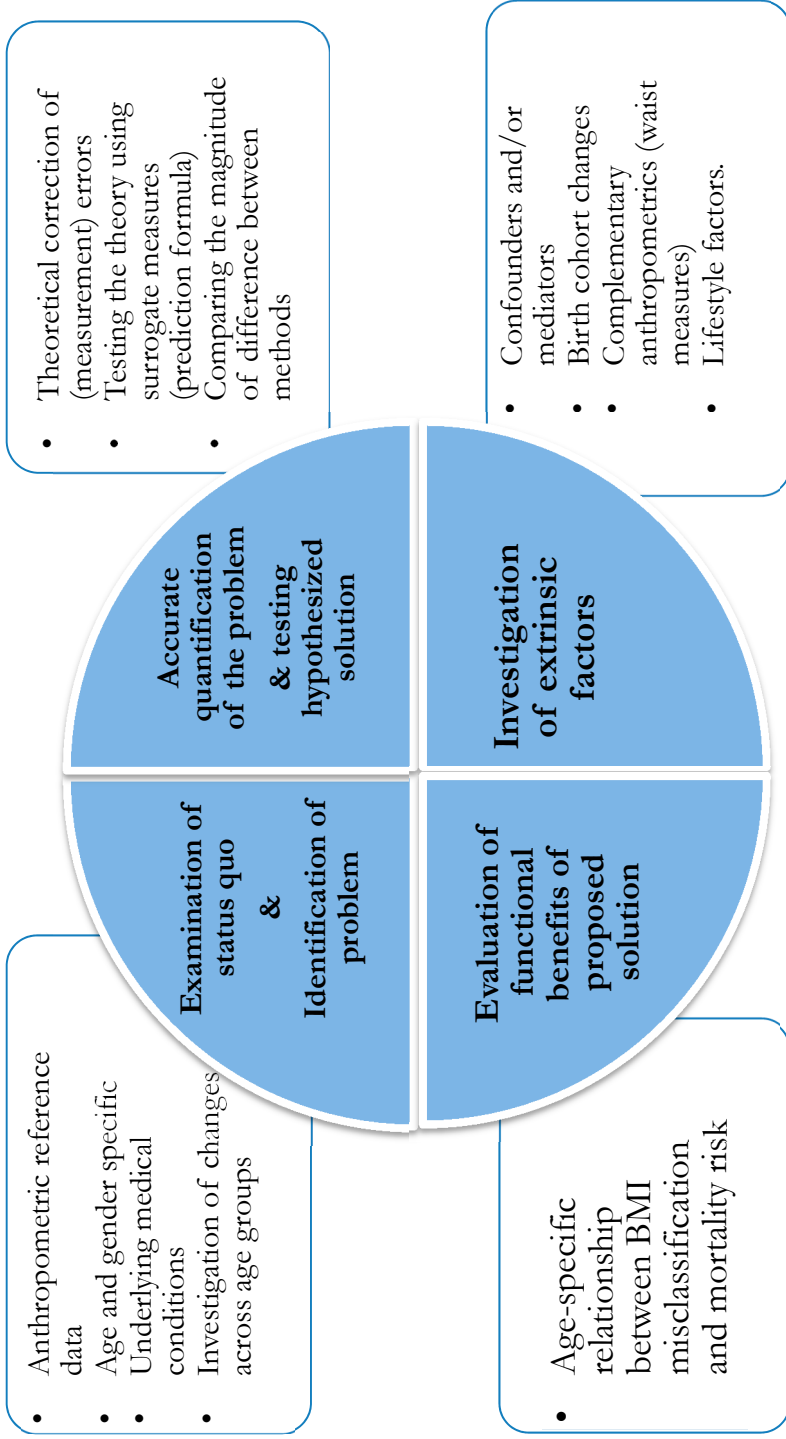 • Anthropometric reference
data
• Age and gender specific
• Underlying medical
conditions
• Investigation of changes
across age groups
Examination of
status quo
&
Identification of
problem
• Theoretical correction of
(measurement) errors
• Testing the theory using
surrogate measures
(prediction formula)
• Comparing the magnitude
of difference between
methods
Accurate
quantification
of the problem
& testing
hypothesized
solution
• Age-specific
relationship
between BMI
misclassification
and mortality risk
Evaluation of
functional
benefits of
proposed
solution
Investigation
of extrinsic
factors
• Confounders and/or
mediators
• Birth cohort changes
• Complementary
anthropometrics (waist
measures)
• Lifestyle factors.